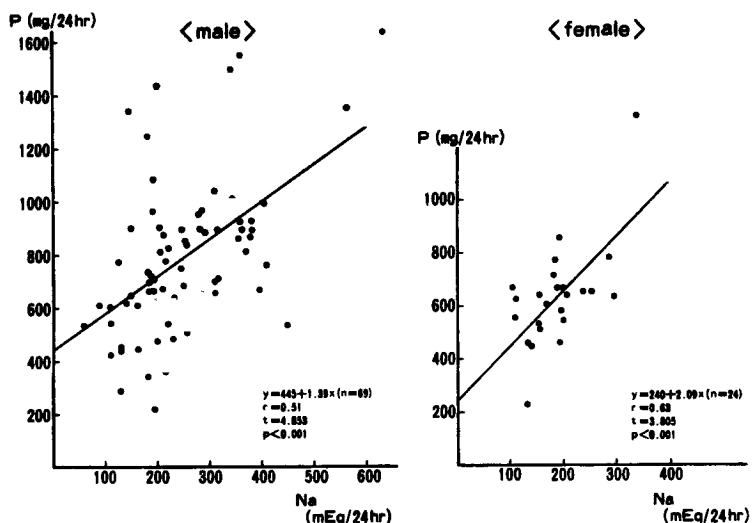 P (mg/24hr)
<male>
1600
1400
1200
1000
800
600
400
200
100 200 300 400 500 600
Na
(mEq/24hr)
y=445+1.39x(n=69)
r=0.51
t=4.853
p<0.001
<female>
P (mg/24hr)
1000
800
600
400
200
100 200 300 400
Na
(mEq/24hr)
y=240+2.09x(n=24)
r=0.63
t=3.805
p<0.001